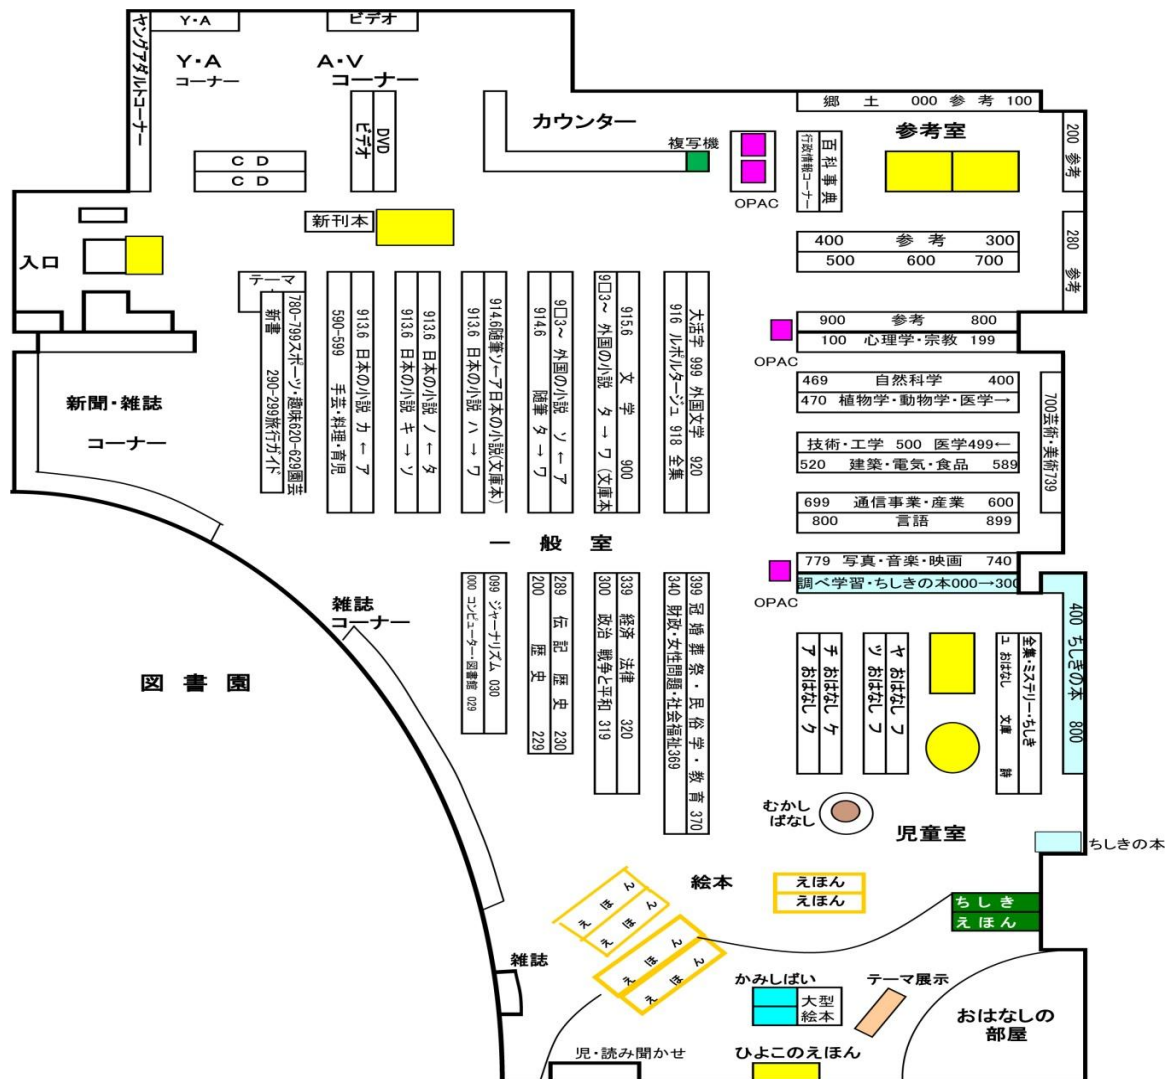 Y・A
ビデオ
ヤングアダルトコーナー
Y・A
コーナー
A・V
コーナー
DVD
ビデオ
CD
CD
カウンター
複写機
OPAC
郷 土 000 参 考 100
参考室
200 参考
百科事典
行政情報コーナー
280 参考
400 参 考 300
500 600 700
新刊本
入口
テーマ
780-799スポーツ・趣味620-629園芸
新書 290-299旅行ガイド
913.6 日本の小説 カ ← ア
590-599 手芸・料理・育児
913.6 日本の小説 ノ ← タ
913.6 日本の小説 キ → ソ
914.6随筆ソ←ア日本の小説(文庫本)
913.6 日本の小説 ハ → ワ
9□3~ 外国の小説 ソ ← ア
914.6 随筆 タ → ワ
915.6 文 学 900
9□3~ 外国の小説 タ → ワ (文庫本
大活字 999 外国文学 920
916 ルポルタージュ 918 全集
900 参考 800
100 心理学・宗教 199
OPAC
469 自然科学 400
470 植物学・動物学・医学→
700芸術・美術739
技術・工学 500 医学499←
520 建築・電気・食品 589
699 通信事業・産業 600
800 言語 899
779 写真・音楽・映画 740
調べ学習・ちしきの本000→300
OPAC
新聞・雑誌
コーナー
一 般 室
雑誌
コーナー
図 書 園
099 ジャーナリズム 030
000 コンピューター・図書館 029
289 伝 記 歴 史 230
200 歴 史 229
339 経済 法律 320
300 政治 戦争と平和 319
399 冠 婚 葬 祭 ・ 民 俗 学 ・ 教 育 370
340 財政・女性問題・社会福祉369
チ おはなし ケ
ア おはなし ク
ヤ おはなし フ
ツ おはなし フ
全集・ミステリー・ちしき
ユ おはなし 文庫 詩
400 ちしきの本 800
むかし
ばなし
児童室
ちしきの本
絵本
えほん
えほん
えほん
えほん
えほん
えほん
ちしき
えほん
雑誌
かみしばい
大型
絵本
テーマ展示
おはなしの
部屋
児・読み聞かせ
ひよこのえほん